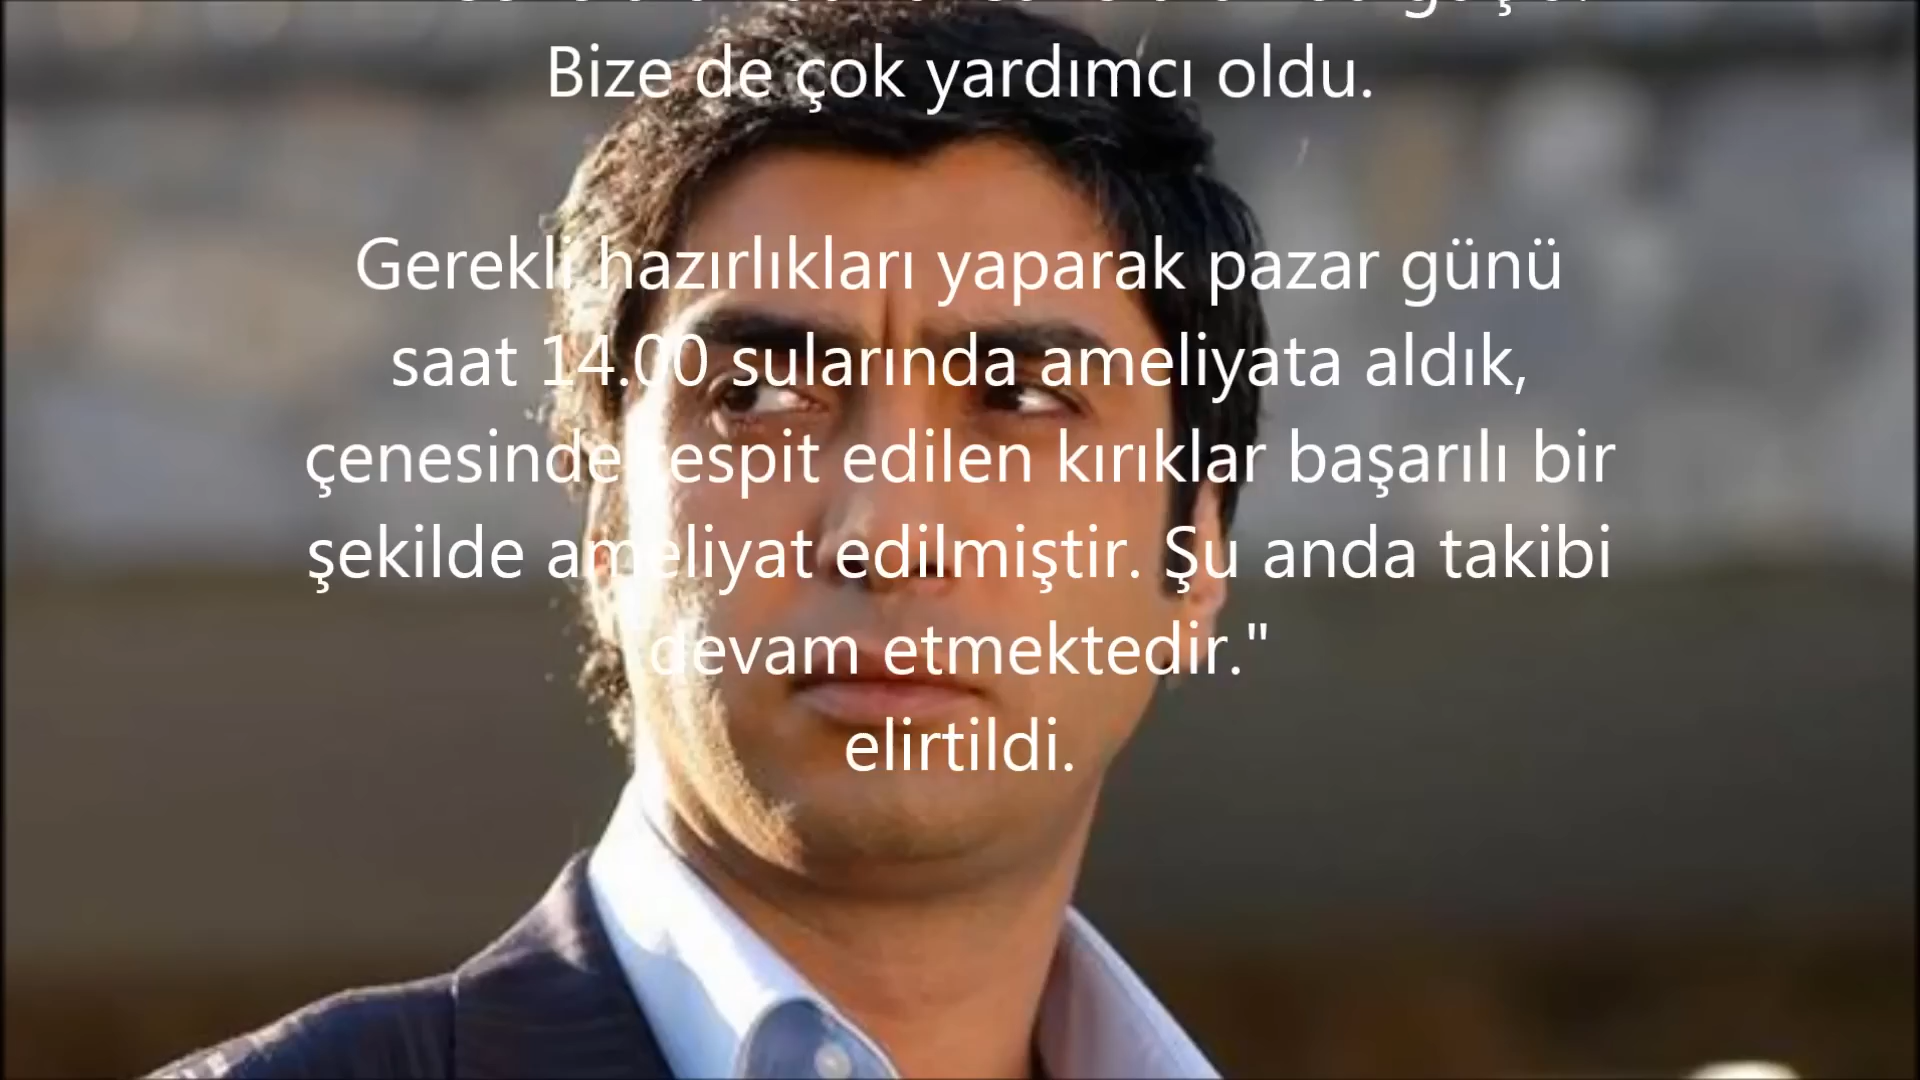 Bize de çok yardımcı oldu.
Gerekli hazırlıkları yaparak pazar günü
saat 14.00 sularında ameliyata aldık,
çenesinde tespit edilen kırıklar başarılı bir
şekilde ameliyat edilmiştir. Şu anda takibi
devam etmektedir."
elirtildi.